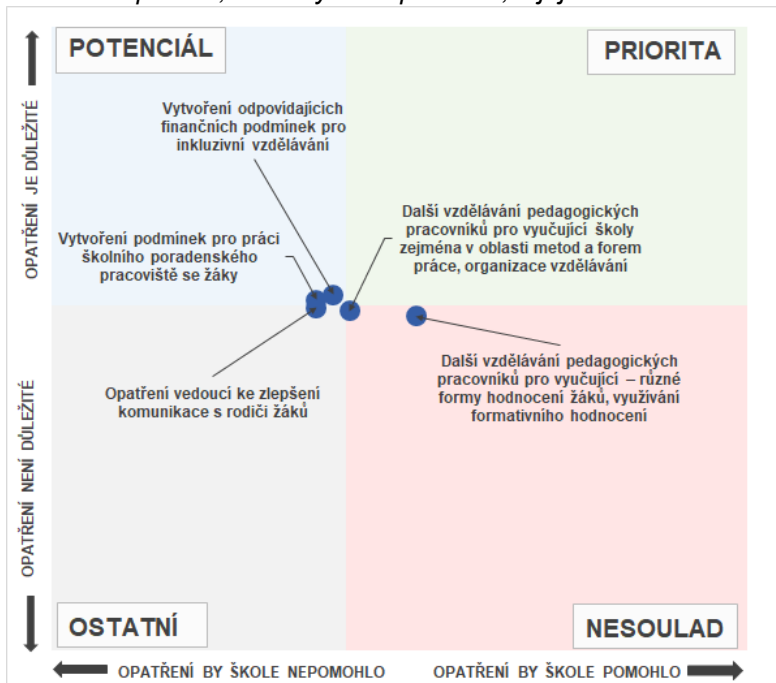 POTENCIÁL
PRIORITA
Vytvoření odpovídajících
finančních podmínek pro
inkluzivní vzdělávání
Další vzdělávání pedagogických
pracovníků pro vyučující školy
zejména v oblasti metod a forem
práce, organizace vzdělávání
Vytvoření podmínek pro práci
školního poradenského
pracoviště se žáky
Opatření vedoucí ke zlepšení
komunikace s rodiči žáků
Další vzdělávání pedagogických
pracovníků pro vyučující – různé
formy hodnocení žáků, využívání
formativního hodnocení
OPATŘENÍ JE DŮLEŽITÉ
OPATŘENÍ NENÍ DŮLEŽITÉ
OSTATNÍ
NESOULAD
OPATŘENÍ BY ŠKOLE NEPOMOHLO
OPATŘENÍ BY ŠKOLE POMOHLO